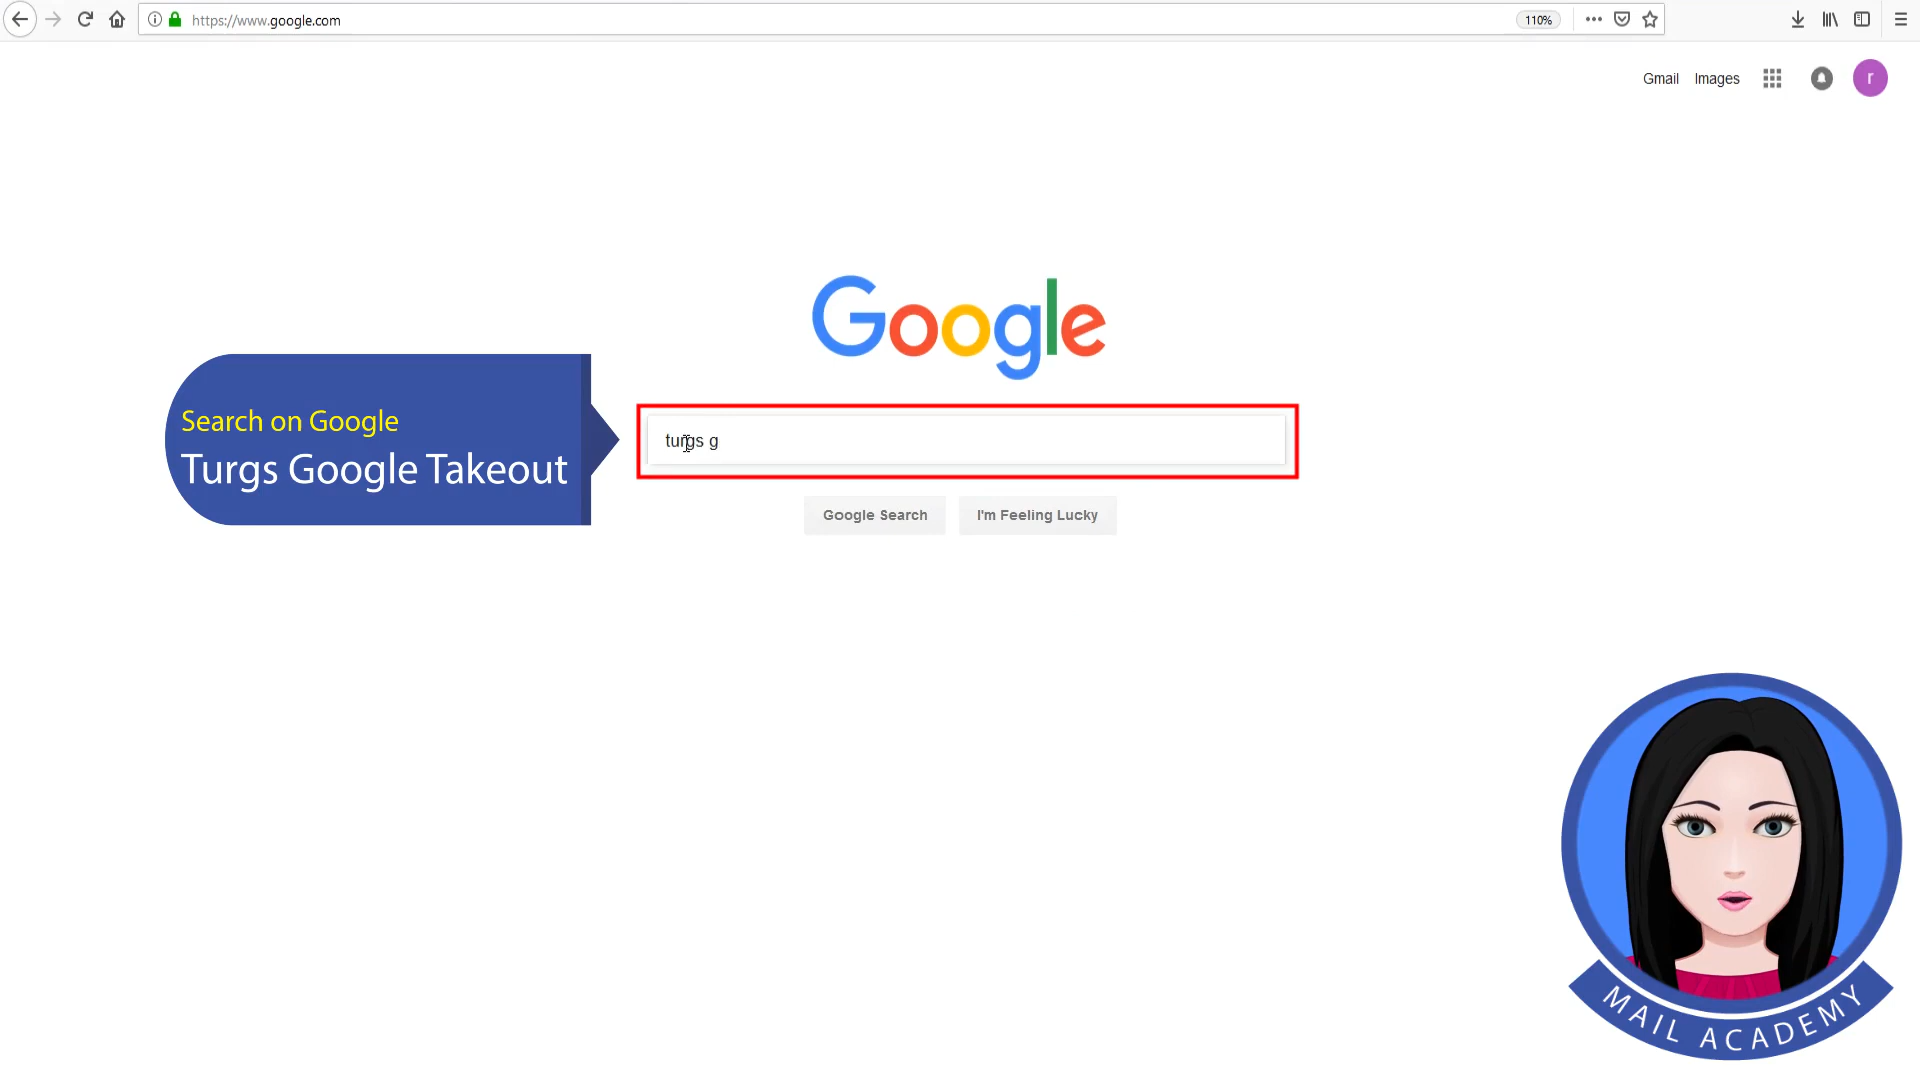 https://www.google.com
110%
Gmail Images
r
Google
Search on Google
Turgs Google Takeout
turgs g
Google Search
I'm Feeling Lucky
MAIL ACADEMY